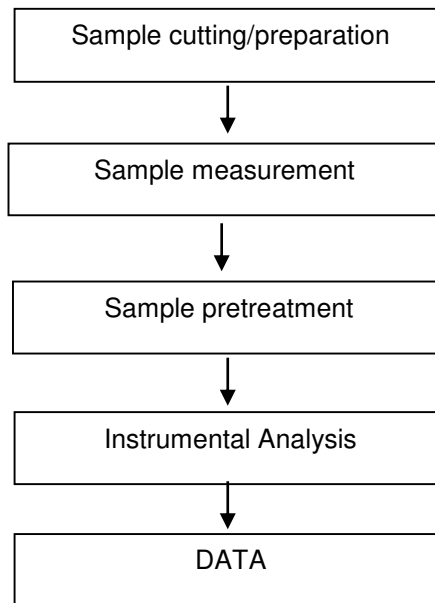 Sample cutting/preparation
Sample measurement
Sample pretreatment
Instrumental Analysis
DATA